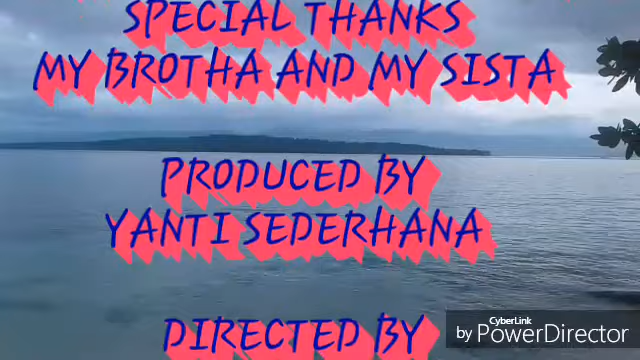 SPECIAL THANKS
MY BROTHA AND MY SISTA
PRODUCED BY
YANTI SEDERHANA
DIRECTED BY
CyberLink
by PowerDirector